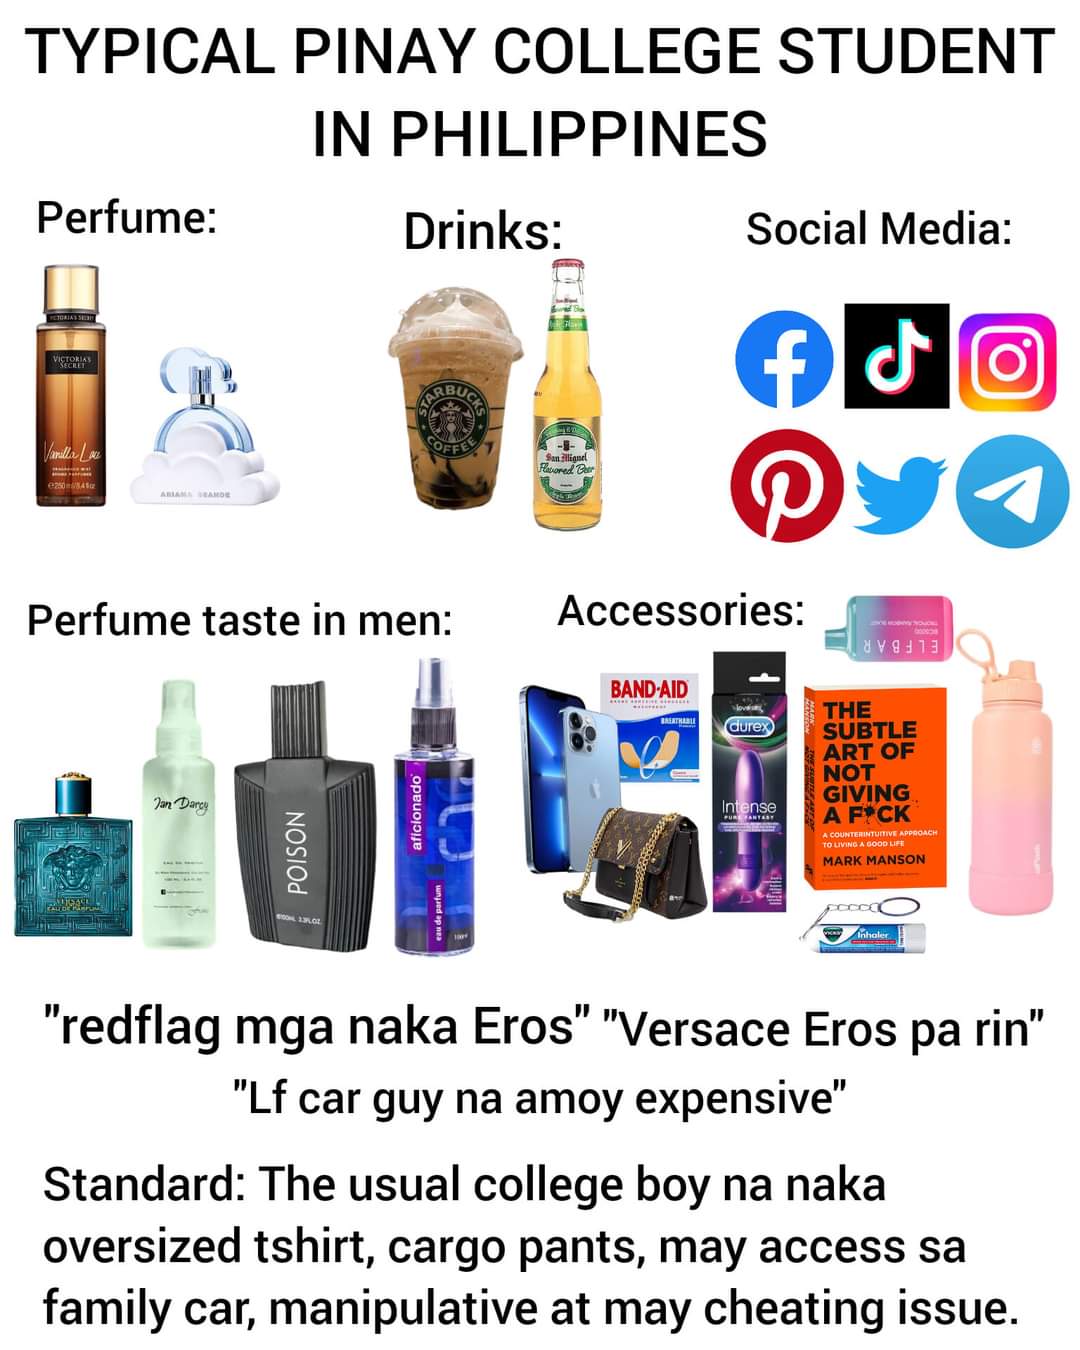 TYPICAL PINAY COLLEGE STUDENT
IN PHILIPPINES
Perfume:
Drinks:
Social Media:
VICTORIA'S SECRET
VICTORIA'S
SECRET
Vanilla Lace
ARIANA GRANDE
STARBUCKS
COFFEE
San Miguel
Flavored Beer
Perfume taste in men:
Accessories:
VERSACE
Jan Darcy
POISON
aficionado
eau de parfum
BAND-AID
BREATHABLE
durex
Intense
PURE FANTASY
ELFBAR
THE
SUBTLE
ART OF
NOT
GIVING
A F*CK
A COUNTERINTUITIVE APPROACH
TO LIVING A GOOD LIFE
MARK MANSON
Inhaler
"redflag mga naka Eros" "Versace Eros pa rin"
"Lf car guy na amoy expensive"
Standard: The usual college boy na naka
oversized tshirt, cargo pants, may access sa
family car, manipulative at may cheating issue.